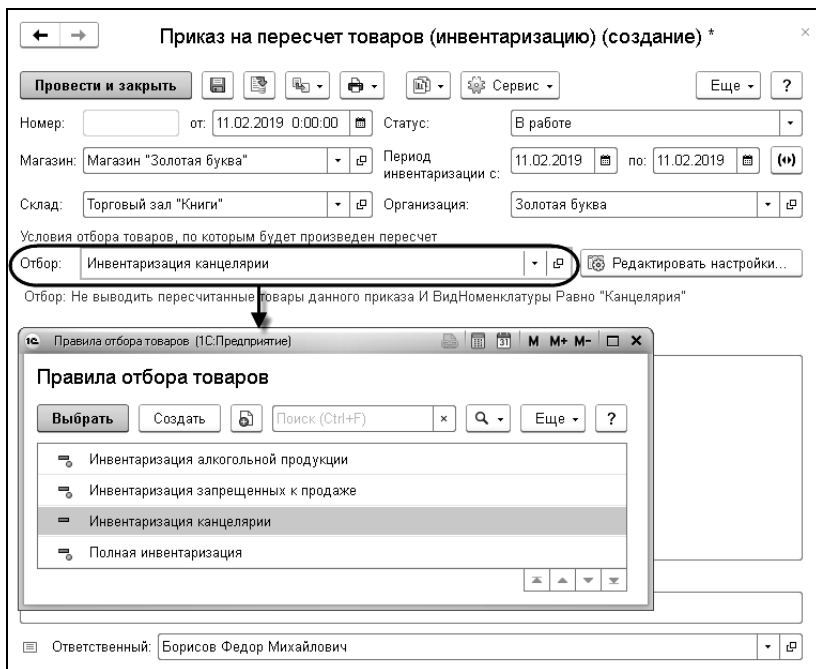 Приказ на пересчет товаров (инвентаризацию) (создание) *
Провести и закрыть Сервис Еще ?
Номер: от: 11.02.2019 0:00:00 Статус: В работе
Магазин: Магазин "Золотая буква" Период инвентаризации с: 11.02.2019 по: 11.02.2019
Склад: Торговый зал "Книги" Организация: Золотая буква
Условия отбора товаров, по которым будет произведен пересчет
Отбор: Инвентаризация канцелярии Редактировать настройки...
Отбор: Не выводить пересчитанные товары данного приказа И ВидНоменклатуры Равно "Канцелярия"
1С Правила отбора товаров (1С:Предприятие) 31 M M+ M-
Правила отбора товаров
Выбрать Создать Поиск (Ctrl+F) × Еще ?
Инвентаризация алкогольной продукции
Инвентаризация запрещенных к продаже
Инвентаризация канцелярии
Полная инвентаризация
Ответственный: Борисов Федор Михайлович